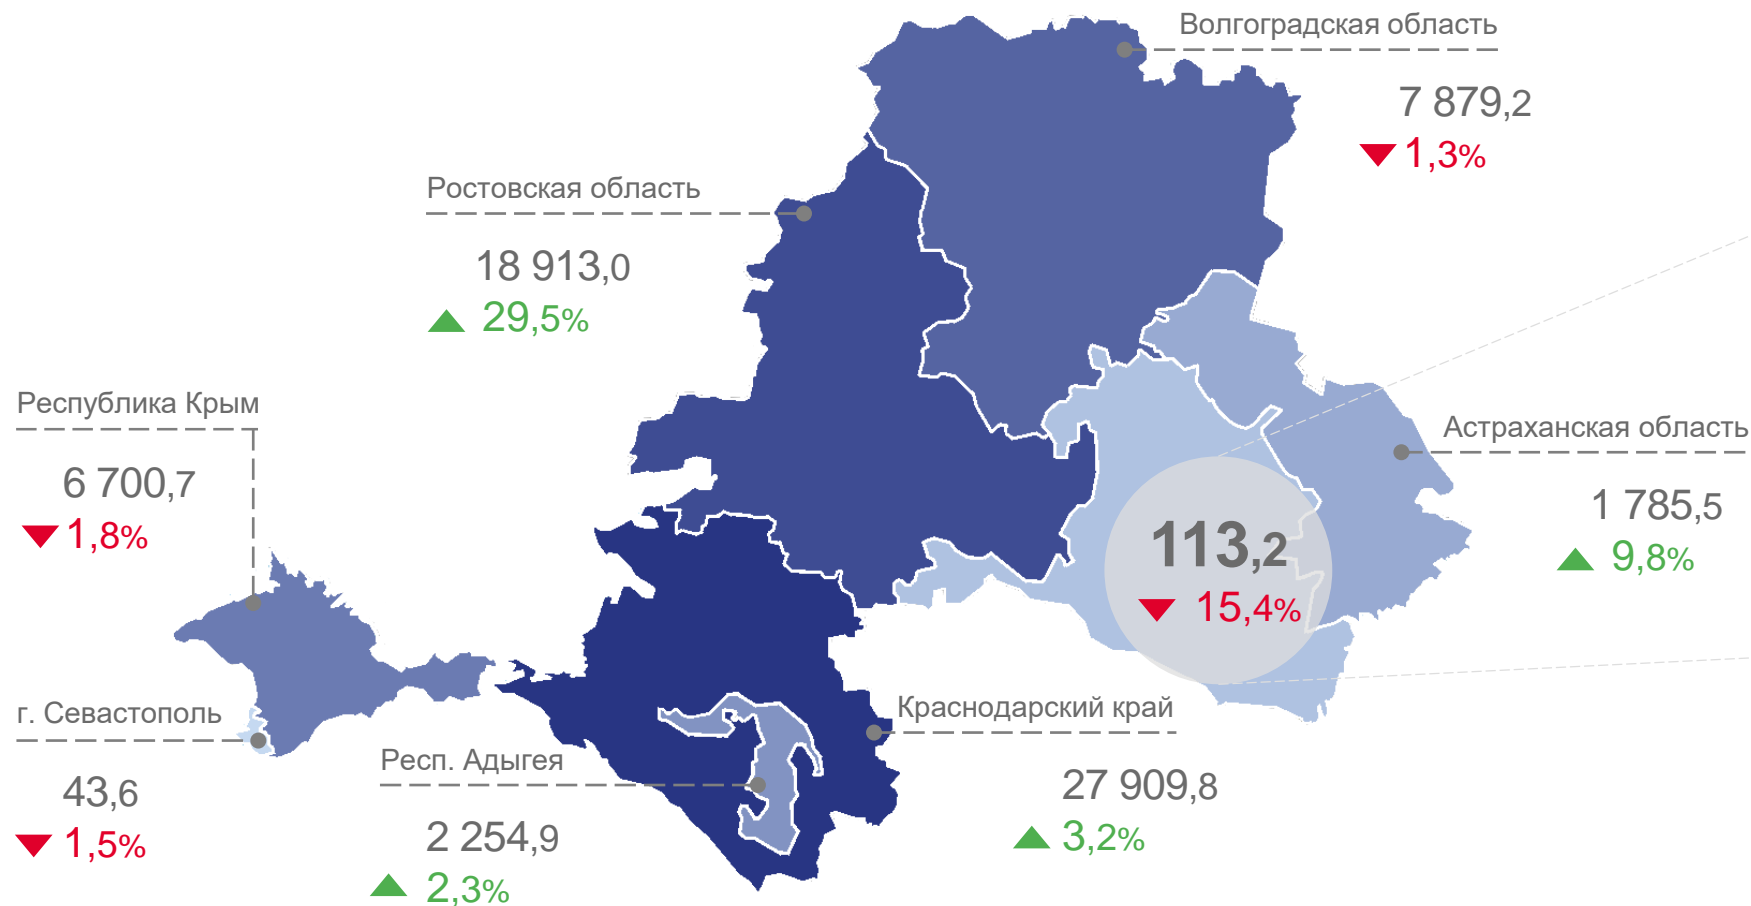 Волгоградская область
7 879,2
1,3%
Ростовская область
18 913,0
29,5%
Республика Крым
6 700,7
1,8%
Астраханская область
1 785,5
9,8%
113,2
15,4%
г. Севастополь
43,6
1,5%
Респ. Адыгея
2 254,9
2,3%
Краснодарский край
27 909,8
3,2%